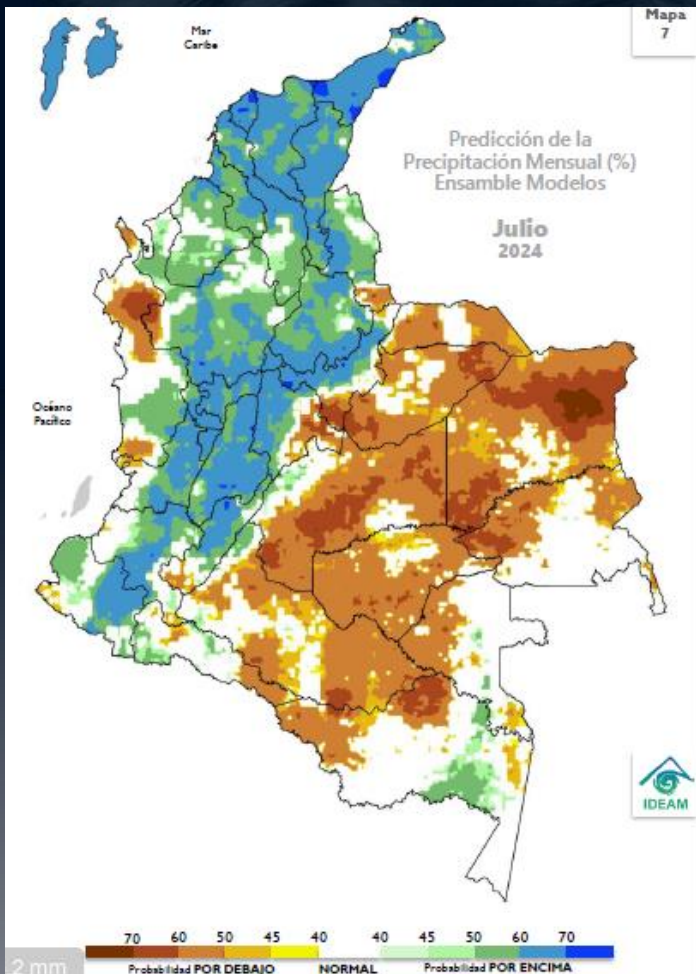 Mapa
7
Mar
Caribe
Predicción de la
Precipitación Mensual (%)
Ensamble Modelos
Julio
2024
Océano
Pacífico
IDEAM
70 60 50 45 40 40 45 50 60 70
Probabilidad POR DEBAJO NORMAL Probabilidad POR ENCIMA
2 mm